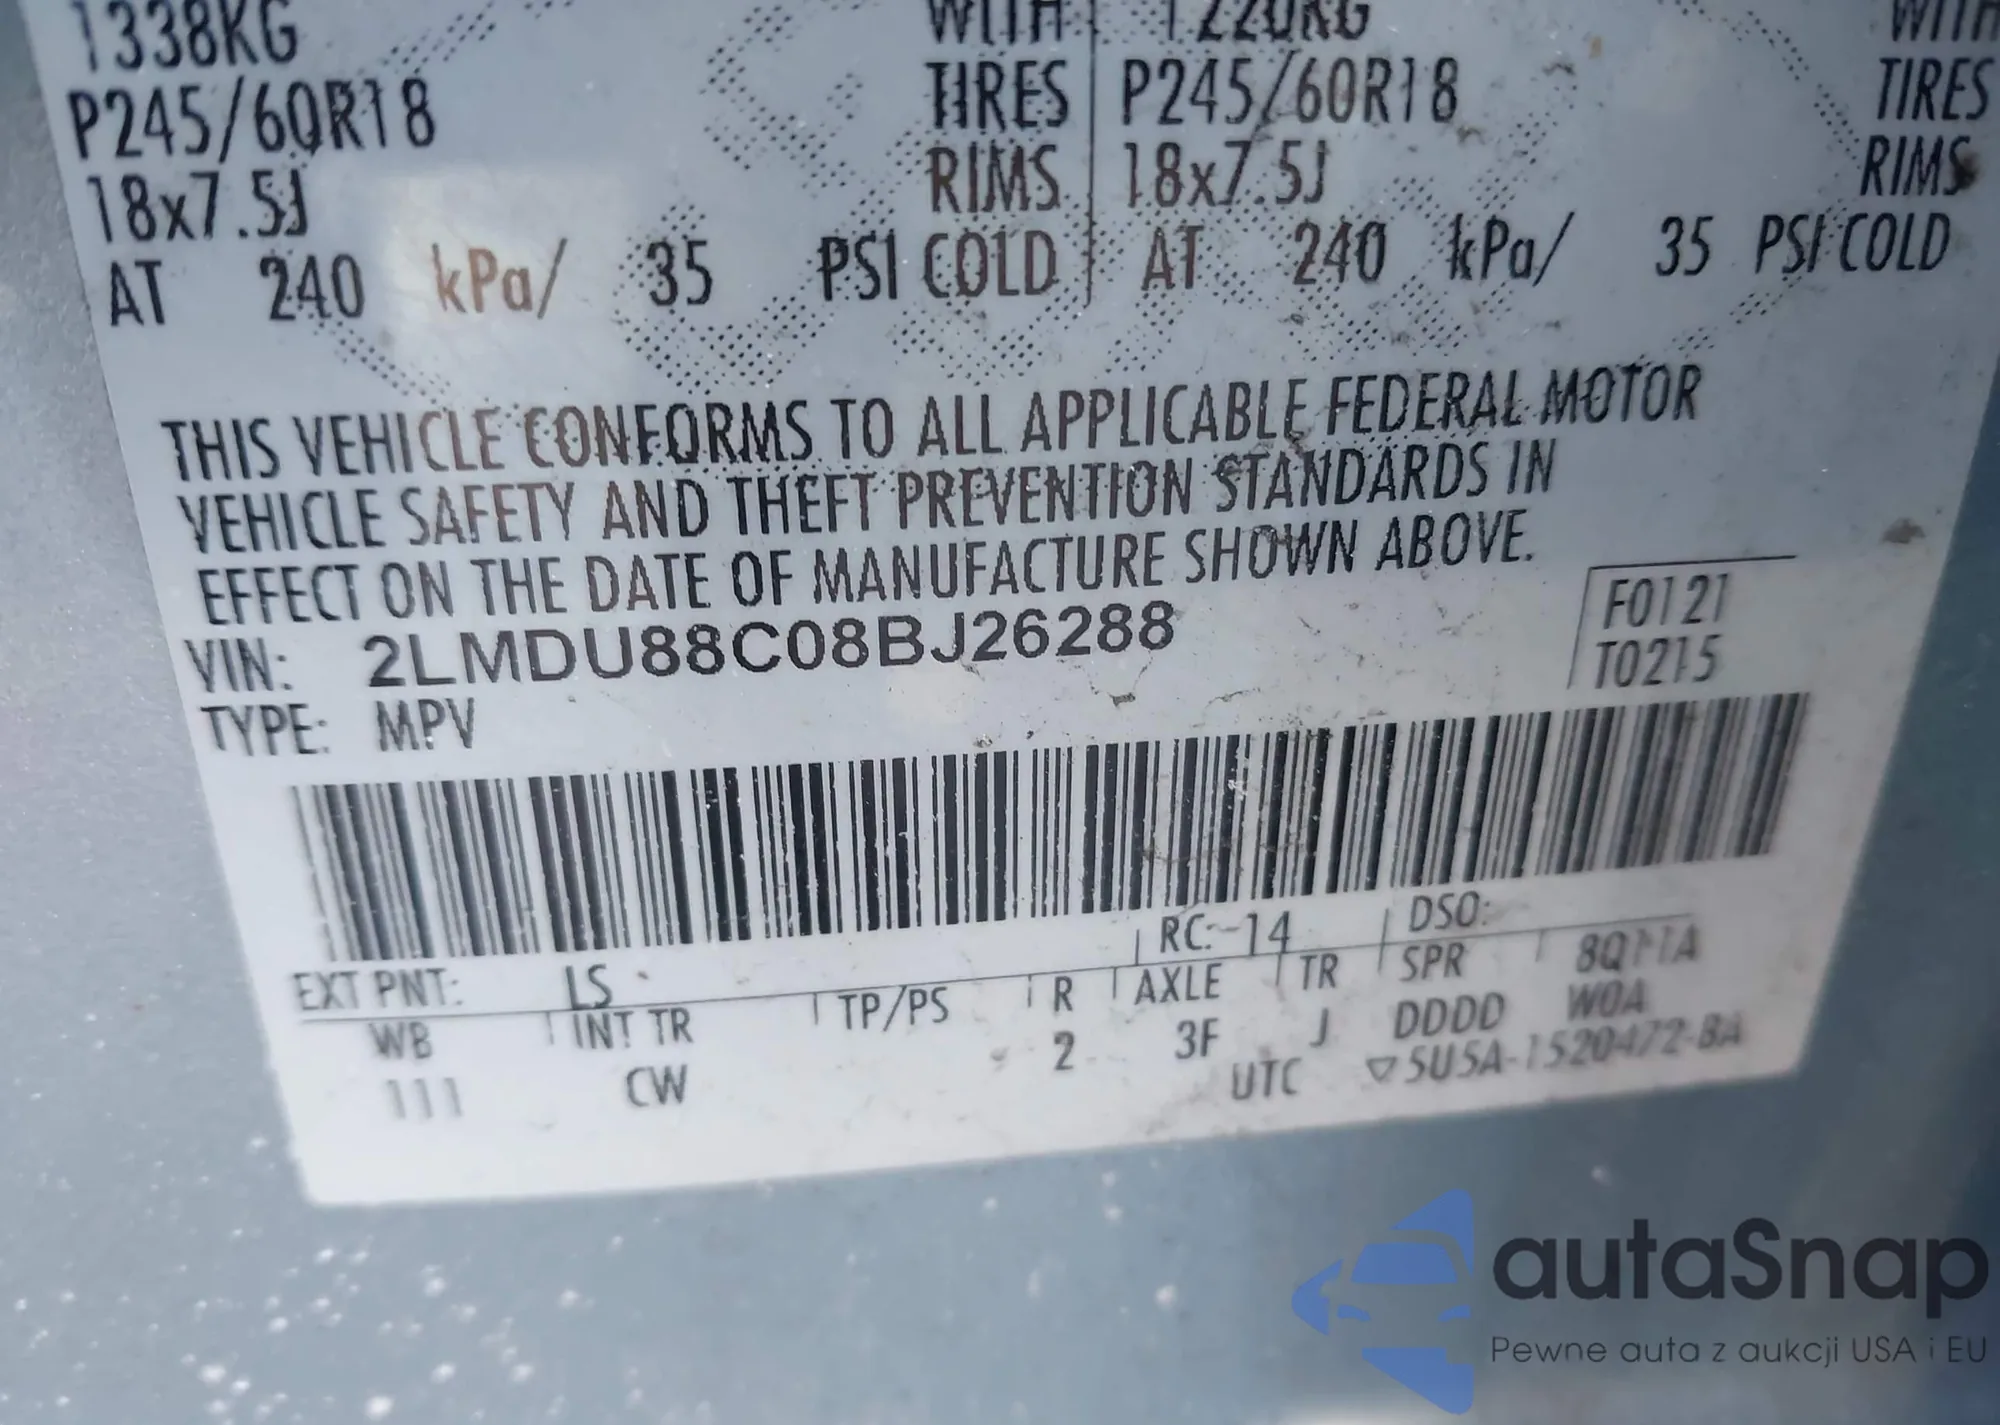 1338KG WITH 1220KG WITH
P245/60R18 TIRES P245/60R18 TIRES
18x7.5J RIMS 18x7.5J RIMS
AT 240 kPa/ 35 PSI COLD AT 240 kPa/ 35 PSI COLD
THIS VEHICLE CONFORMS TO ALL APPLICABLE FEDERAL MOTOR
VEHICLE SAFETY AND THEFT PREVENTION STANDARDS IN
EFFECT ON THE DATE OF MANUFACTURE SHOWN ABOVE.
VIN: 2LMDU88C08BJ26288
F0121
T0215
TYPE: MPV
EXT PNT: LS RC: 14 DSO:
WB INT TR TP/PS R AXLE TR SPR 8Q11A
111 CW 2 3F J DDDD W0A
UTC ▽5U5A-1520472-BA
autaSnap
Pewne auta z aukcji USA i EU